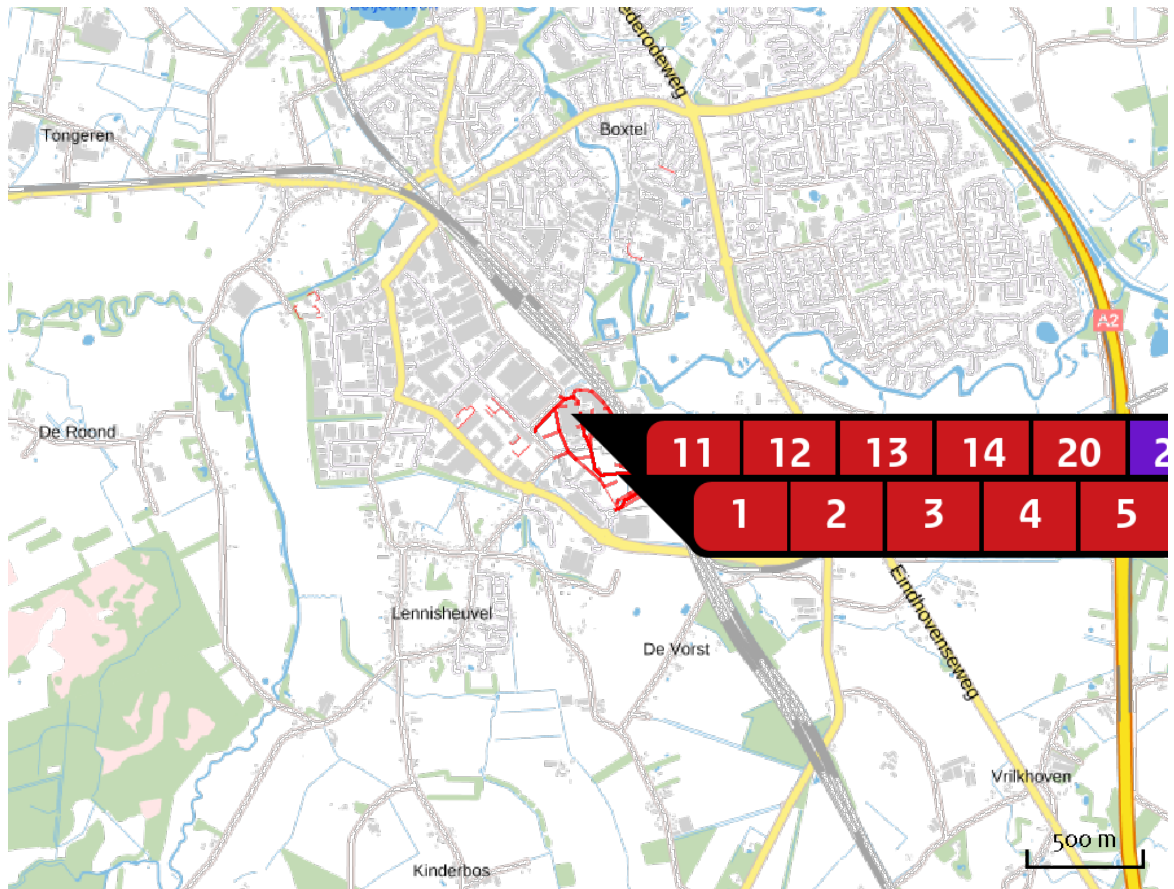 Tongeren
Boxtel
A2
De Roond
11 12 13 14 20
1 2 3 4 5
Lennisheuvel
De Vorst
Eindhovenseweg
Vrilkhoven
500 m
Kinderbos